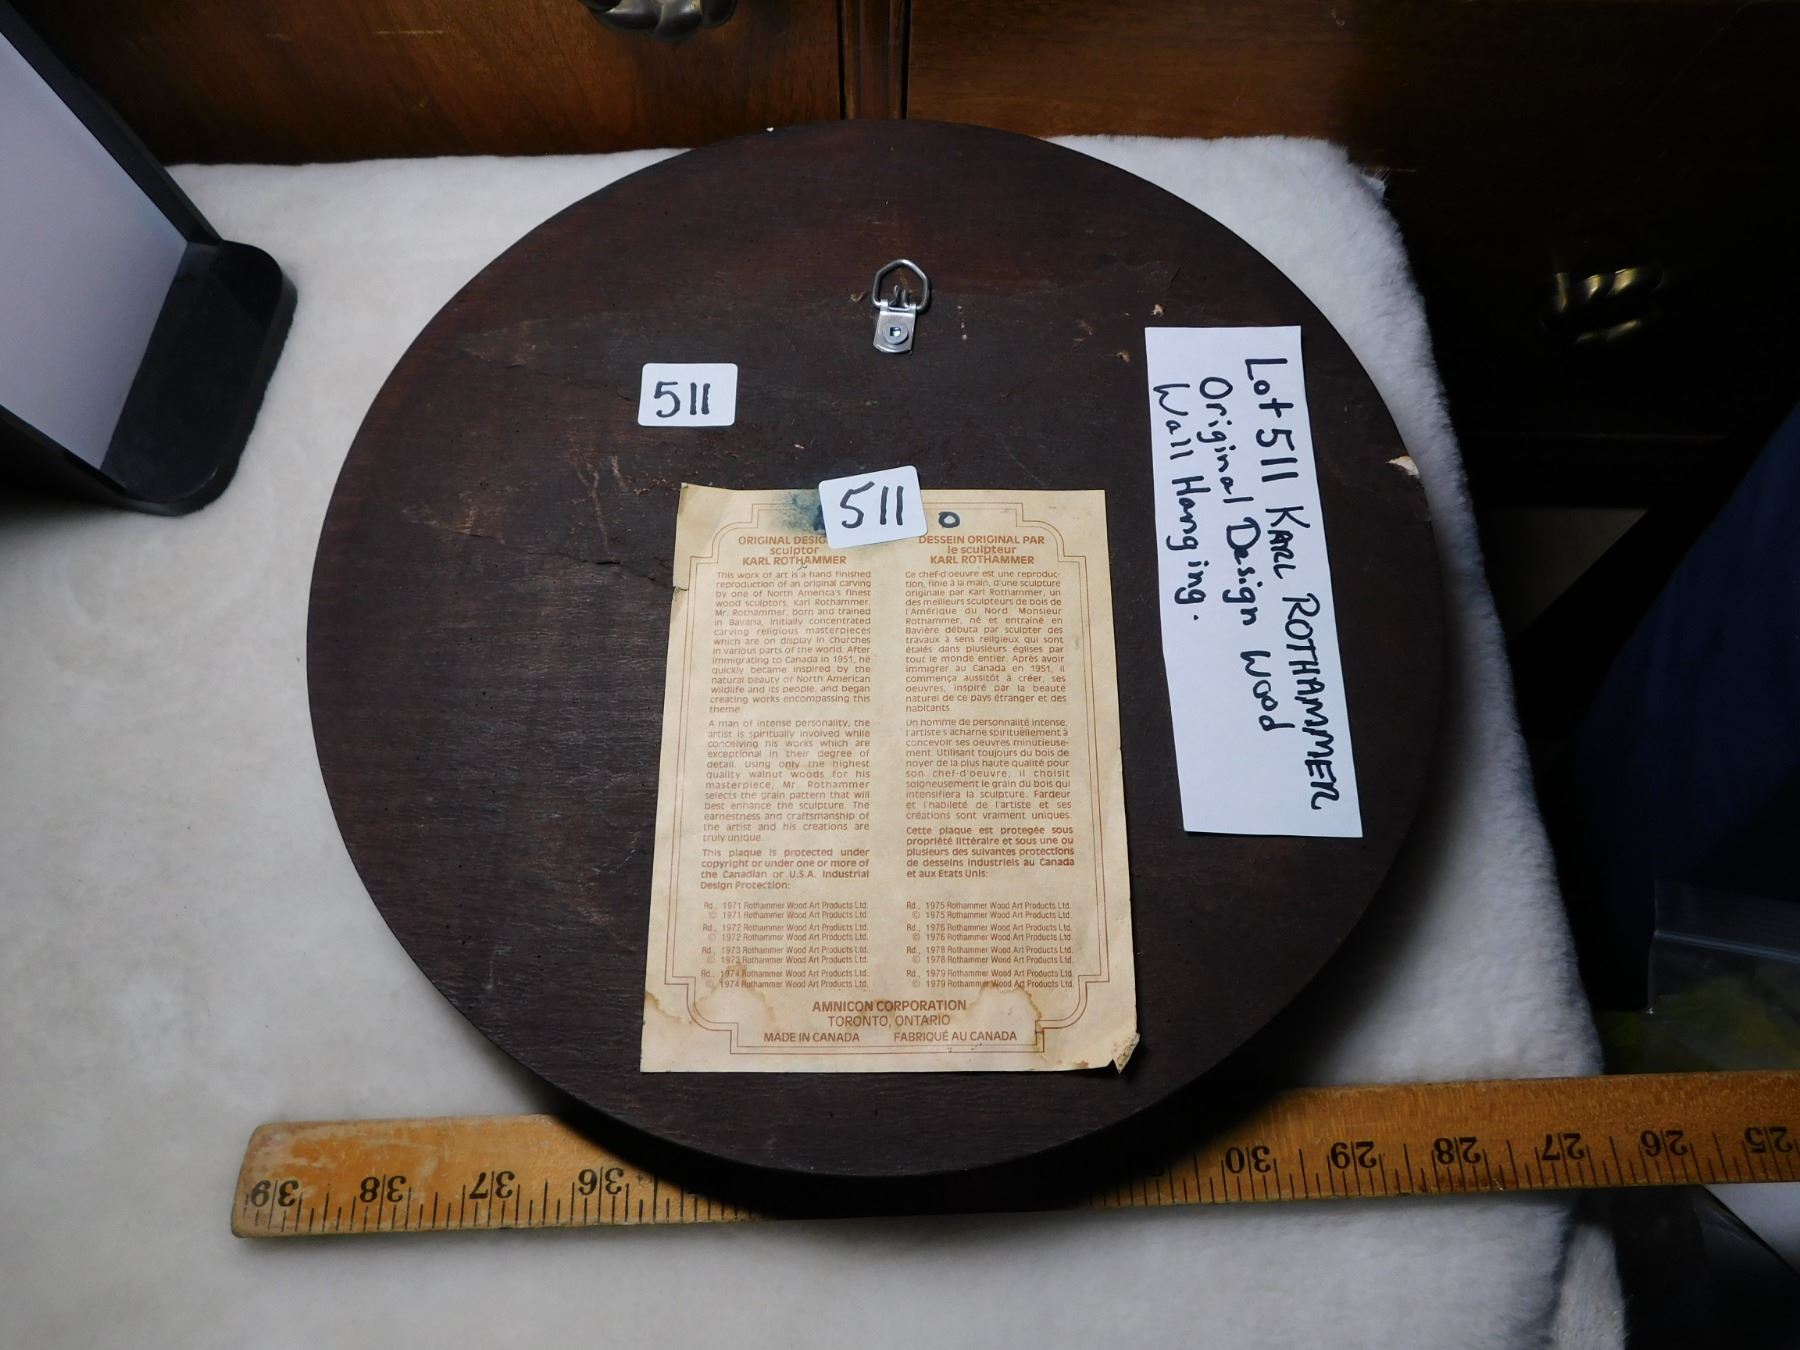 511
511
Lot 511 KARL ROTHAMMER
Original Design Wood
Wall Hanging.
ORIGINAL DESIG
sculptor
KARL ROTHAMMER
This work of art is a hand finished
reproduction of an original carving
by one of North America's finest
wood sculptors, Karl Rothammer.
Mr. Rothammer, born and trained
in Bavaria, initially concentrated
carving religious masterpieces
which are on display in churches
in various parts of the world. After
immigrating to Canada in 1951, he
quickly became inspired by the
natural beauty of North American
wildlife and its people, and began
creating works encompassing this
theme.
A man of intense personality, the
artist is spiritually involved while
conceiving his works which are
exceptional in their degree of
detail. Using only the highest
quality walnut woods for his
masterpiece, Mr. Rothammer
selects the grain pattern that will
best enhance the sculpture. The
earnestness and craftsmanship of
the artist and his creations are
truly unique.
This plaque is protected under
copyright or under one or more of
the Canadian or U.S.A. Industrial
Design Protection:
Rd., 1971 Rothammer Wood Art Products Ltd.
© 1971 Rothammer Wood Art Products Ltd.
Rd., 1972 Rothammer Wood Art Products Ltd.
© 1972 Rothammer Wood Art Products Ltd.
Rd., 1973 Rothammer Wood Art Products Ltd.
© 1973 Rothammer Wood Art Products Ltd.
Rd., 1974 Rothammer Wood Art Products Ltd.
© 1974 Rothammer Wood Art Products Ltd.
DESSEIN ORIGINAL PAR
le sculpteur
KARL ROTHAMMER
Ce chef-d'oeuvre est une reproduc-
tion, finie à la main, d'une sculpture
originale par Karl Rothammer, un
des meilleurs sculpteurs de bois de
l'Amérique du Nord. Monsieur
Rothammer, né et entrainé en
Bavière débuta par sculpter des
travaux à sens religieux qui sont
étalés dans plusieurs églises par
tout le monde entier. Après avoir
immigrer au Canada en 1951, il
commença aussitôt à créer, ses
oeuvres, inspiré par la beauté
naturel de ce pays étranger et des
habitants.
Un homme de personnalité intense,
l'artiste s'acharne spirituellement à
concevoir ses oeuvres minutieuse-
ment. Utilisant toujours du bois de
noyer de la plus haute qualité pour
son chef-d'oeuvre, il choisit
soigneusement le grain du bois qui
intensifiera la sculpture. Fardeur
et l'habileté de l'artiste et ses
créations sont vraiment uniques.
Cette plaque est protegée sous
propriété littéraire et sous une ou
plusieurs des suivantes protections
de desseins industriels au Canada
et aux Etats Unis:
Rd., 1975 Rothammer Wood Art Products Ltd.
© 1975 Rothammer Wood Art Products Ltd.
Rd., 1976 Rothammer Wood Art Products Ltd.
© 1976 Rothammer Wood Art Products Ltd.
Rd., 1978 Rothammer Wood Art Products Ltd.
© 1978 Rothammer Wood Art Products Ltd.
Rd., 1979 Rothammer Wood Art Products Ltd.
© 1979 Rothammer Wood Art Products Ltd.
AMNICON CORPORATION
TORONTO, ONTARIO
MADE IN CANADA FABRIQUÉ AU CANADA
39 38 37 36 30 29 28 27 26 25